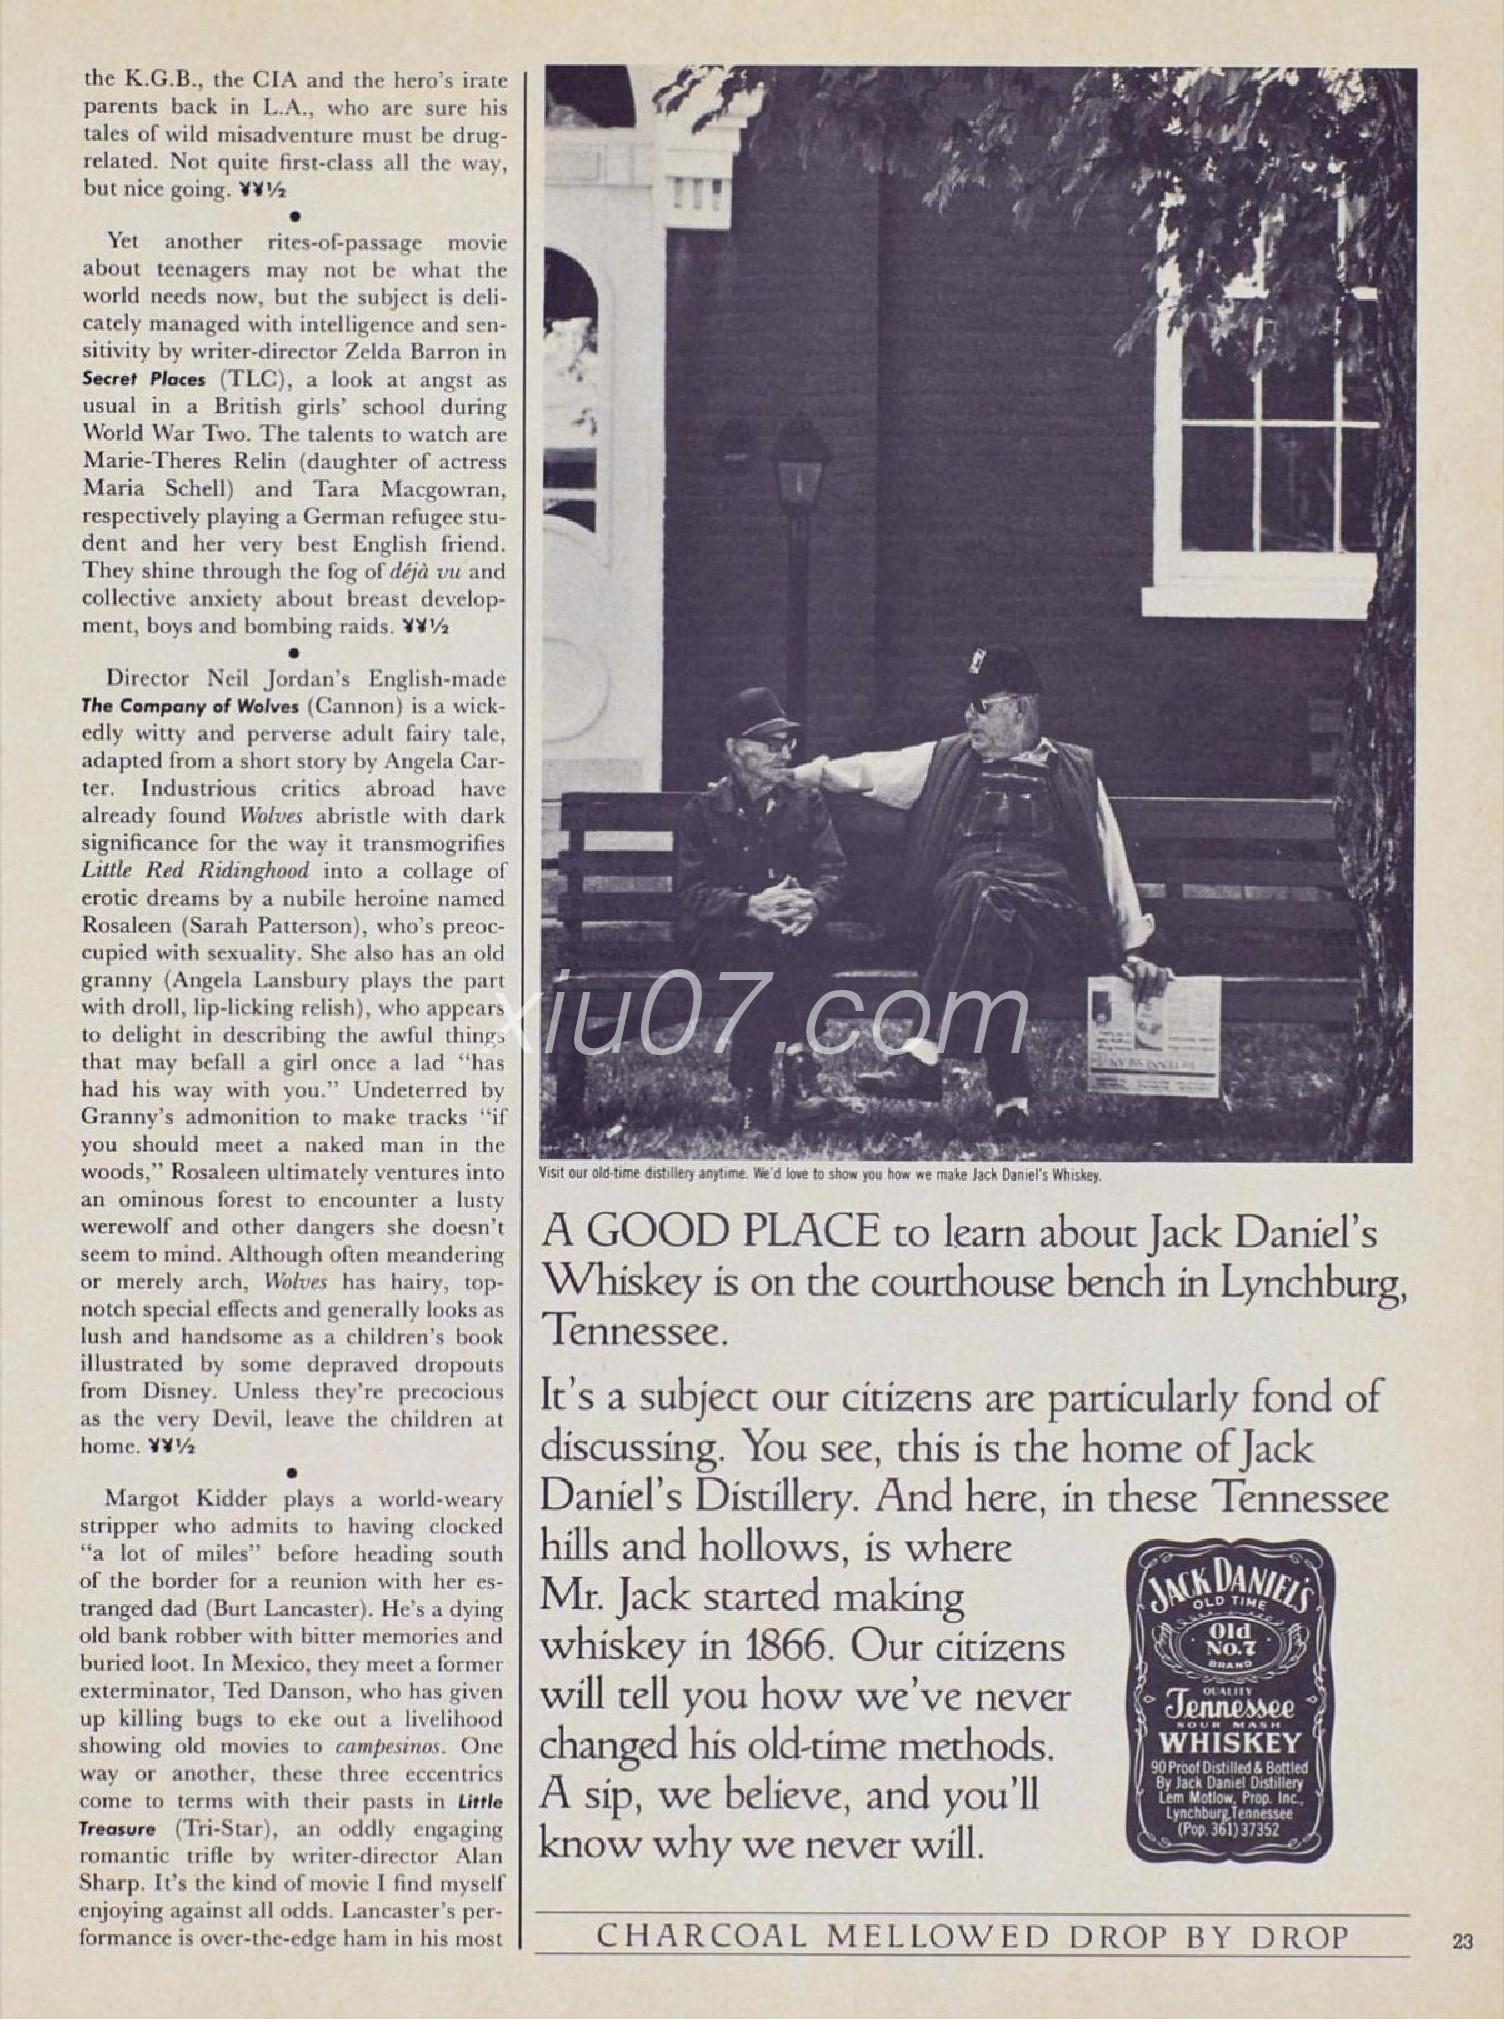 the K.G.B., the CIA and the hero's irate
parents back in L.A., who are sure his
tales of wild misadventure must be drug-
related. Not quite first-class all the way,
but nice going. ¥¥½
•
Yet another rites-of-passage movie
about teenagers may not be what the
world needs now, but the subject is deli-
cately managed with intelligence and sen-
sitivity by writer-director Zelda Barron in
Secret Places (TLC), a look at angst as
usual in a British girls' school during
World War Two. The talents to watch are
Marie-Theres Relin (daughter of actress
Maria Schell) and Tara Macgowran,
respectively playing a German refugee stu-
dent and her very best English friend.
They shine through the fog of déjà vu and
collective anxiety about breast develop-
ment, boys and bombing raids. ¥¥½
•
Director Neil Jordan's English-made
The Company of Wolves (Cannon) is a wick-
edly witty and perverse adult fairy tale,
adapted from a short story by Angela Car-
ter. Industrious critics abroad have
already found Wolves abristle with dark
significance for the way it transmogrifies
Little Red Ridinghood into a collage of
erotic dreams by a nubile heroine named
Rosaleen (Sarah Patterson), who's preoc-
cupied with sexuality. She also has an old
granny (Angela Lansbury plays the part
with droll, lip-licking relish), who appears
to delight in describing the awful things
that may befall a girl once a lad "has
had his way with you." Undeterred by
Granny's admonition to make tracks "if
you should meet a naked man in the
woods," Rosaleen ultimately ventures into
an ominous forest to encounter a lusty
werewolf and other dangers she doesn't
seem to mind. Although often meandering
or merely arch, Wolves has hairy, top-
notch special effects and generally looks as
lush and handsome as a children's book
illustrated by some depraved dropouts
from Disney. Unless they're precocious
as the very Devil, leave the children at
home. ¥¥½
•
Margot Kidder plays a world-weary
stripper who admits to having clocked
"a lot of miles" before heading south
of the border for a reunion with her es-
tranged dad (Burt Lancaster). He's a dying
old bank robber with bitter memories and
buried loot. In Mexico, they meet a former
exterminator, Ted Danson, who has given
up killing bugs to eke out a livelihood
showing old movies to campesinos. One
way or another, these three eccentrics
come to terms with their pasts in Little
Treasure (Tri-Star), an oddly engaging
romantic trifle by writer-director Alan
Sharp. It's the kind of movie I find myself
enjoying against all odds. Lancaster's per-
formance is over-the-edge ham in his most
xiu07.com
Visit our old-time distillery anytime. We'd love to show you how we make Jack Daniel's Whiskey.
A GOOD PLACE to learn about Jack Daniel's
Whiskey is on the courthouse bench in Lynchburg,
Tennessee.
It's a subject our citizens are particularly fond of
discussing. You see, this is the home of Jack
Daniel's Distillery. And here, in these Tennessee
hills and hollows, is where
Mr. Jack started making
whiskey in 1866. Our citizens
will tell you how we've never
changed his old-time methods.
A sip, we believe, and you'll
know why we never will.
JACK DANIEL'S
OLD TIME
Old
No.7
BRAND
QUALITY
Tennessee
SOUR MASH
WHISKEY
90 Proof Distilled & Bottled
By Jack Daniel Distillery
Lem Motlow, Prop. Inc.,
Lynchburg, Tennessee
(Pop. 361) 37352
CHARCOAL MELLOWED DROP BY DROP
23